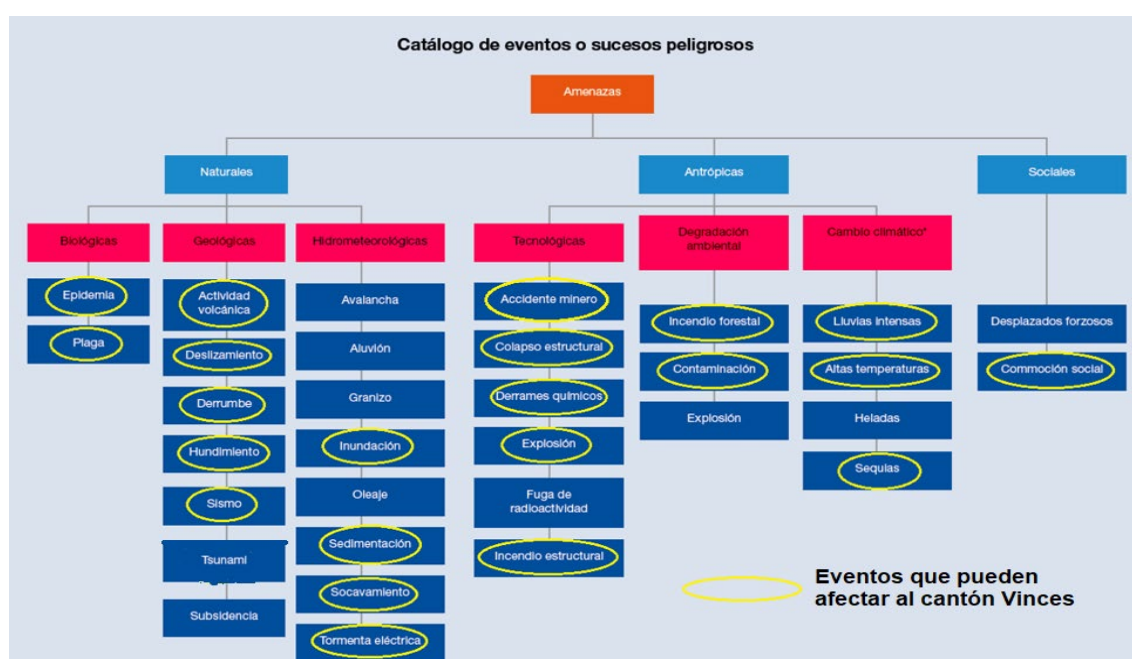 Catálogo de eventos o sucesos peligrosos
Amenazas
Naturales
Antrópicas
Sociales
Biológicas
Geológicas
Hidrometeorológicas
Tecnológicas
Degradación
ambiental
Cambio climático*
Epidemia
Plaga
Actividad
volcánica
Deslizamiento
Derrumbe
Hundimiento
Sismo
Tsunami
Subsidencia
Avalancha
Aluvión
Granizo
Inundación
Oleaje
Sedimentación
Socavamiento
Tormenta eléctrica
Accidente minero
Colapso estructural
Derrames químicos
Explosión
Fuga de
radioactividad
Incendio estructural
Incendio forestal
Contaminación
Explosión
Lluvias intensas
Altas temperaturas
Heladas
Sequias
Desplazados forzosos
Commoción social
Eventos que pueden
afectar al cantón Vinces